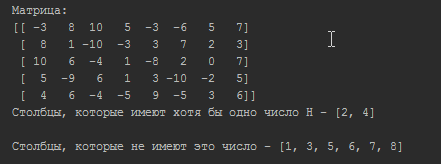 Матрица:
[[ -3 8 10 5 -3 -6 5 7]
[ 8 1 -10 -3 3 7 2 3]
[ 10 6 -4 1 -8 2 0 7]
[ 5 -9 6 1 3 -10 -2 5]
[ 4 6 -4 -5 9 -5 3 6]]
Столбцы, которые имеют хотя бы одно число H - [2, 4]
Столбцы, которые не имеют это число - [1, 3, 5, 6, 7, 8]